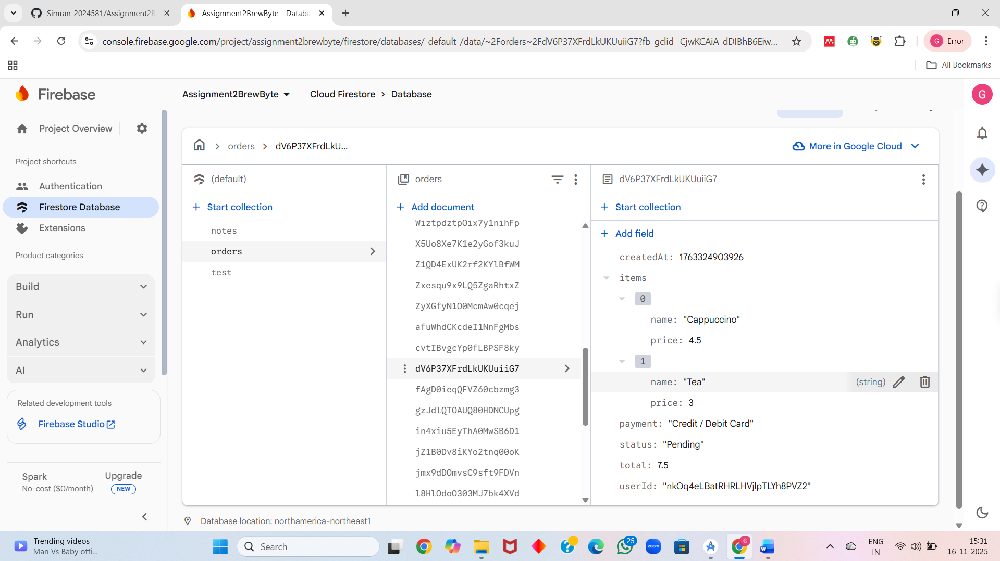 Simran-2024581/Assignment2B
Assignment2BrewByte - Databa
console.firebase.google.com/project/assignment2brewbyte/firestore/databases/-default-/data/~2Forders~2FdV6P37XFrdLkUKUuiiG7?fb_gclid=CjwKCAiA_dDIBhB6Eiw...
G Error
All Bookmarks
Firebase
Assignment2BrewByte
Cloud Firestore > Database
G
Project Overview
orders
dV6P37XFrdLkU...
More in Google Cloud
Project shortcuts
(default)
orders
dV6P37XFrdLkUKUuiiG7
Authentication
Firestore Database
Extensions
Product categories
Build
Run
Analytics
AI
Related development tools
Firebase Studio
Spark
No-cost ($0/month)
Upgrade
NEW
+ Start collection
notes
orders
test
+ Add document
WiztpdztpOix7y1nihFp
X5Uo8Xe7K1e2yGof3kuJ
Z1QD4ExUK2rf2KYlBfWM
Zxesqu9x9LQ5ZgaRhtxZ
ZyXGfyN1O0McmAw0cqej
afuWhdCKcdeI1NnFgMbs
cvtIBvgcYp0fLBPSF8ky
dV6P37XFrdLkUKUuiiG7
fAgD0ieqQFVZ60cbzmg3
gzJdlQTOAUQ80HDNCUpg
in4xiu5EyThA0MwSB6D1
jZ1B0Dv8iKYo2tnq00oK
jmx9dDOmvsC9sft9FDVn
l8HlOdoO303MJ7bk4XVd
+ Start collection
+ Add field
createdAt: 1763324903926
items
0
name: "Cappuccino"
price: 4.5
1
name: "Tea" (string)
price: 3
payment: "Credit / Debit Card"
status: "Pending"
total: 7.5
userId: "nkOq4eLBatRHRLHVjlpTLYh8PVZ2"
Database location: northamerica-northeast1
Trending videos
Man Vs Baby offi...
Search
25
zoom
G
W
ENG
IN
15:31
16-11-2025